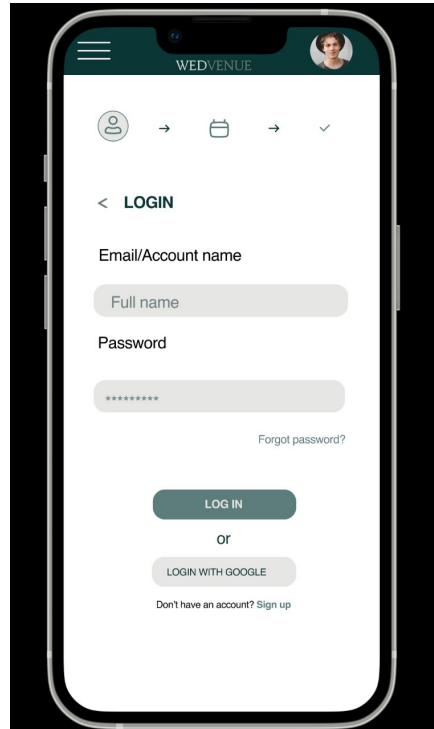 WEDVENUE
< LOGIN
Email/Account name
Full name
Password
*********
Forgot password?
LOG IN
or
LOGIN WITH GOOGLE
Don't have an account? Sign up